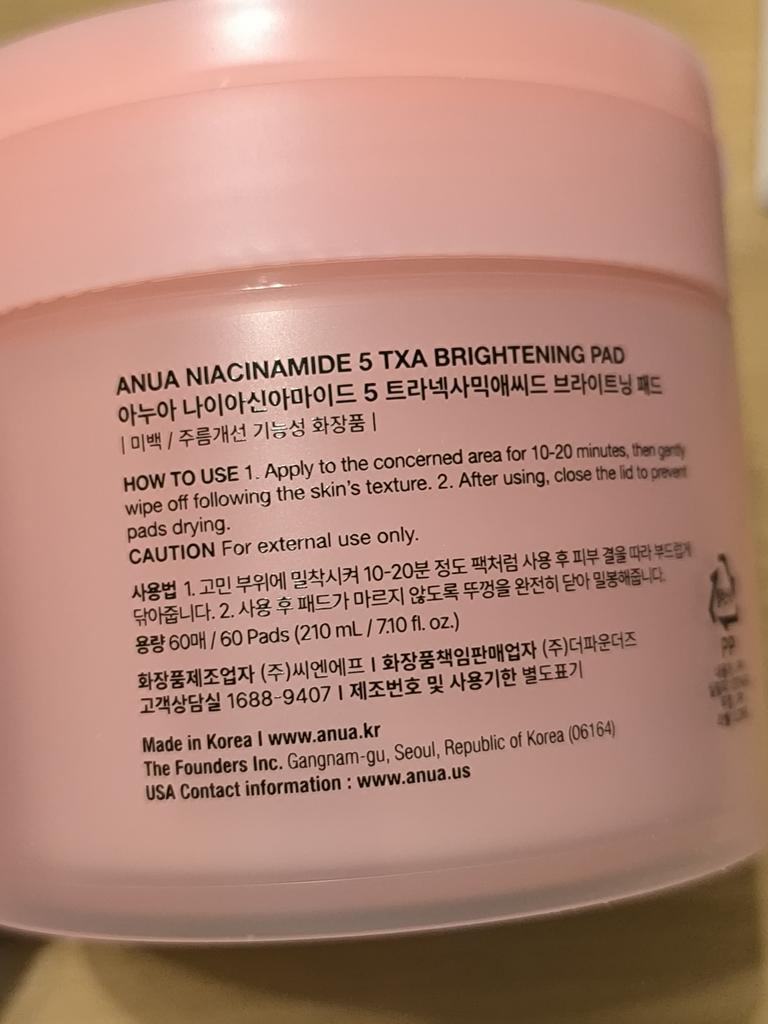 ANUA NIACINAMIDE 5 TXA BRIGHTENING PAD
아누아 나이아신아마이드 5 트라넥사믹애씨드 브라이트닝 패드
| 미백 / 주름개선 기능성 화장품 |
HOW TO USE 1. Apply to the concerned area for 10-20 minutes, then gently
wipe off following the skin's texture. 2. After using, close the lid to prevent
pads drying.
CAUTION For external use only.
사용법 1. 고민 부위에 밀착시켜 10-20분 정도 팩처럼 사용 후 피부 결을 따라 부드럽게
닦아줍니다. 2. 사용 후 패드가 마르지 않도록 뚜껑을 완전히 닫아 밀봉해줍니다.
용량 60매 / 60 Pads (210 mL / 7.10 fl. oz.)
화장품제조업자 (주)씨엔에프 I 화장품책임판매업자 (주)더파운더즈
고객상담실 1688-9407 I 제조번호 및 사용기한 별도표기
Made in Korea I www.anua.kr
The Founders Inc. Gangnam-gu, Seoul, Republic of Korea (06164)
USA Contact information : www.anua.us
PP